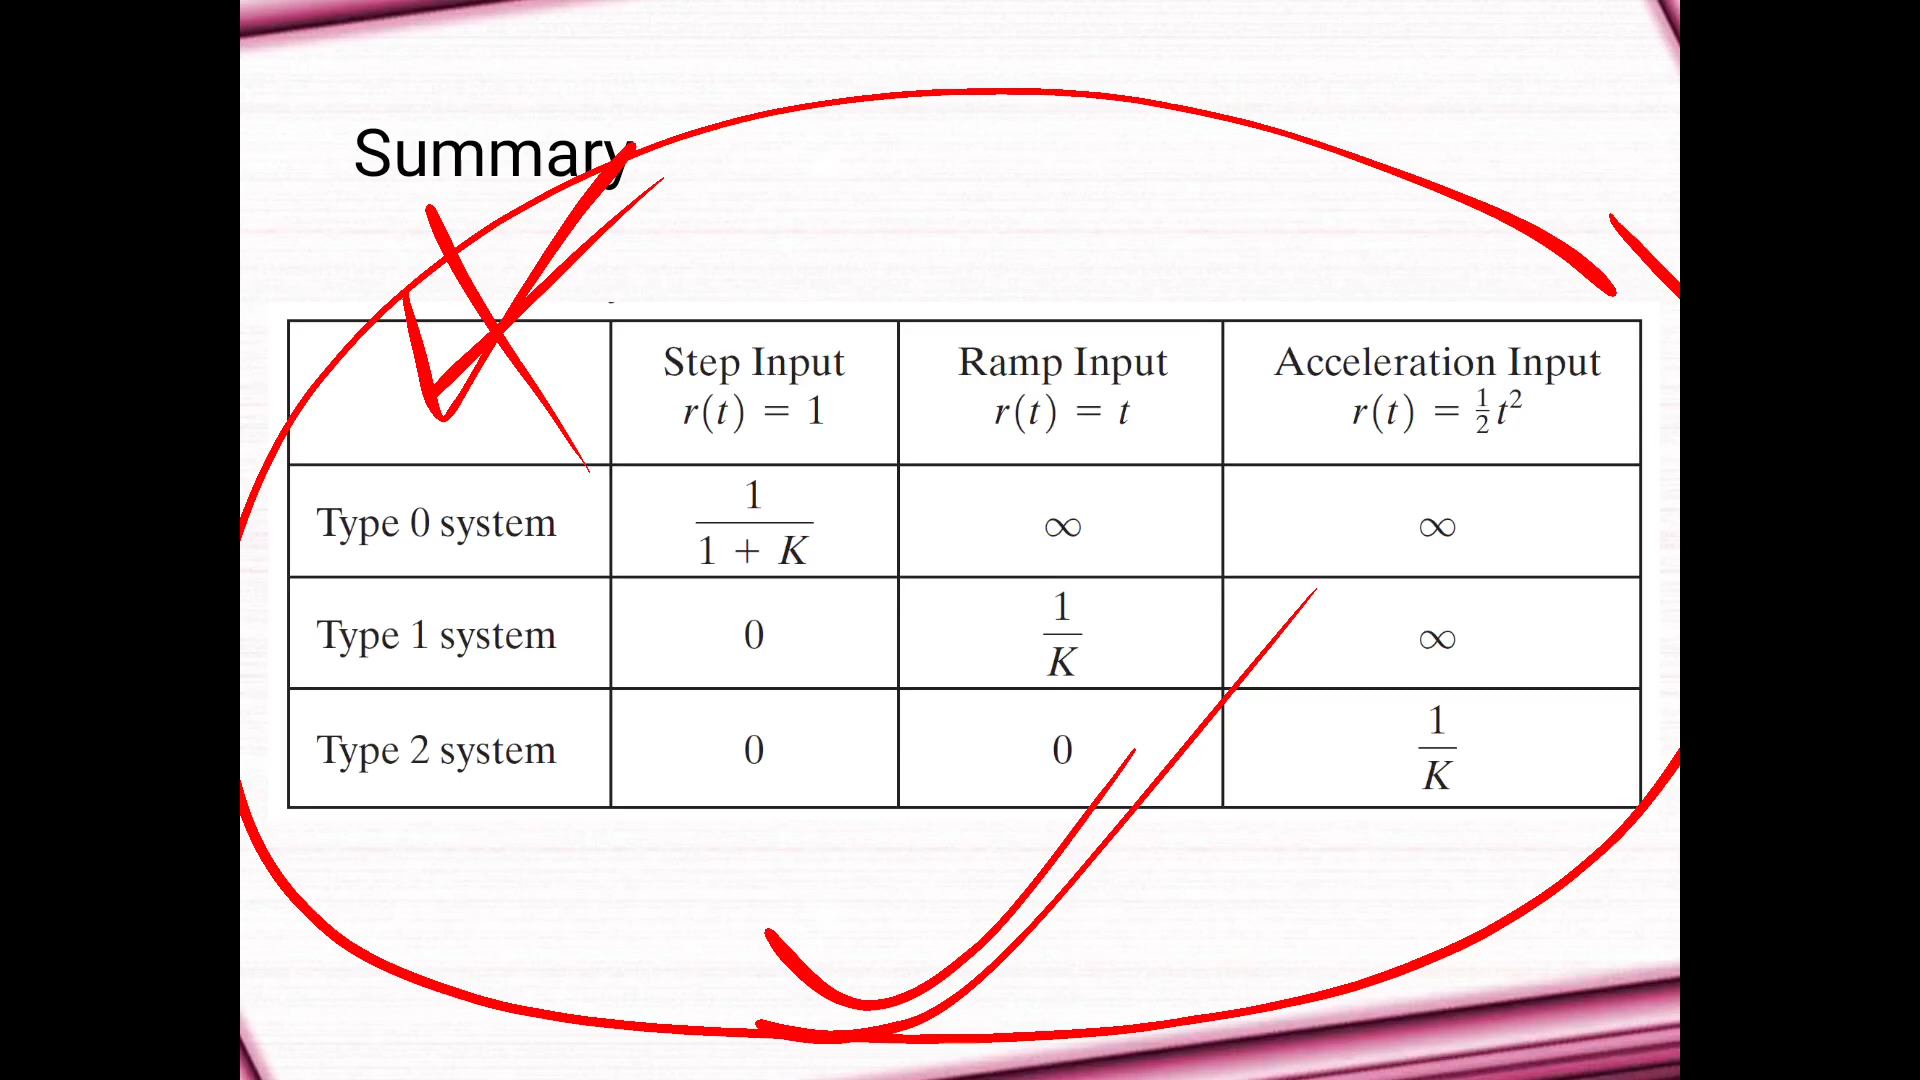 Summary
Step Input Ramp Input Acceleration Input
r(t) = 1 r(t) = t r(t) = ½t²
Type 0 system 1/(1 + K) ∞ ∞
Type 1 system 0 1/K ∞
Type 2 system 0 0 1/K